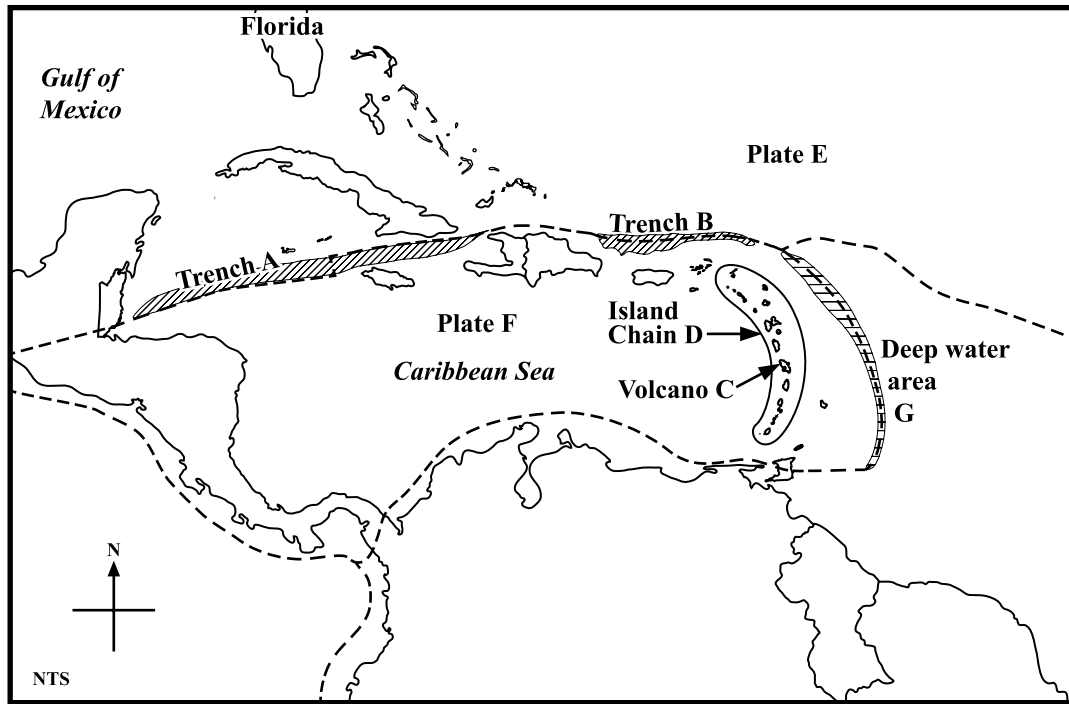 Florida
Gulf of
Mexico
Plate E
Trench B
Trench A
Island
Chain D
Plate F
Deep water
area
G
Caribbean Sea
Volcano C
N
NTS